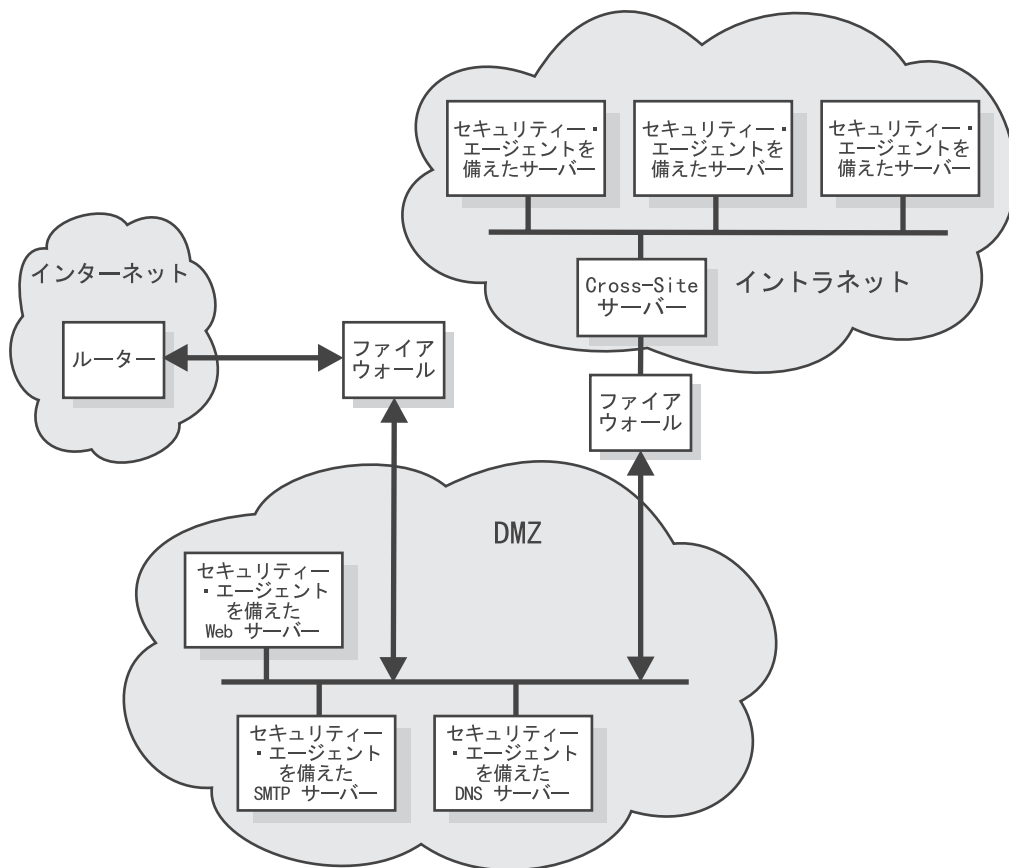 セキュリティー・
エージェントを
備えたサーバー
セキュリティー・
エージェントを
備えたサーバー
セキュリティー・
エージェントを
備えたサーバー
インターネット
Cross-Site
サーバー
イントラネット
ルーター
ファイア
ウォール
ファイア
ウォール
DMZ
セキュリティー
・エージェント
を備えた
Web サーバー
セキュリティー
・エージェント
を備えた
SMTP サーバー
セキュリティー
・エージェント
を備えた
DNS サーバー